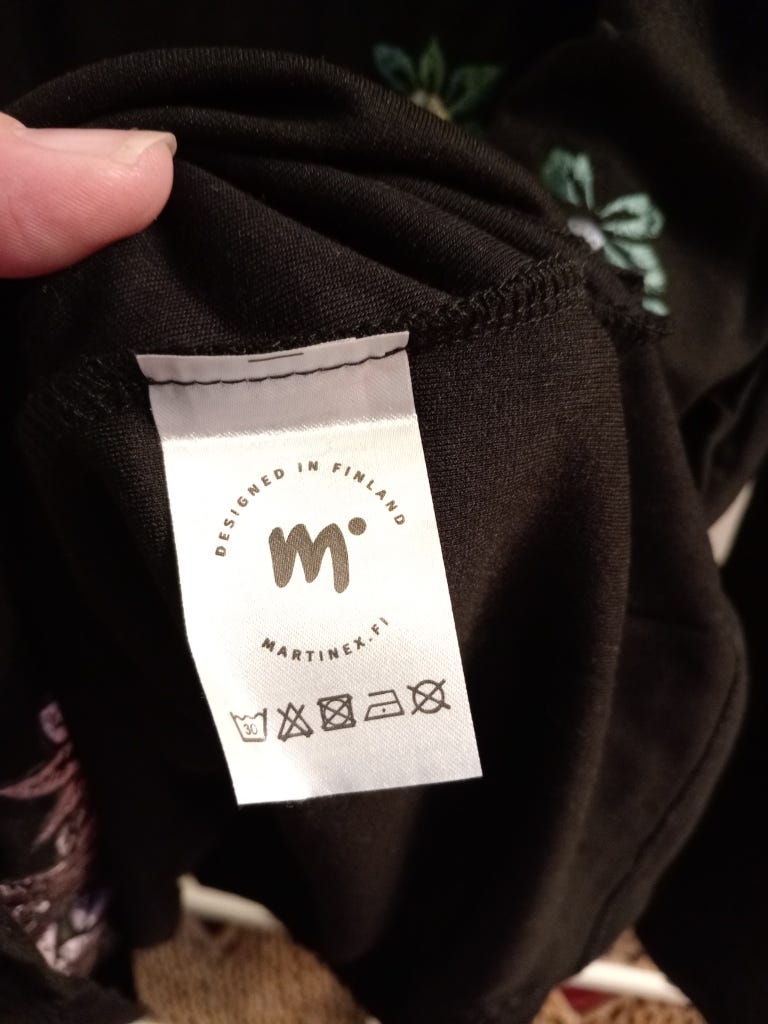 DESIGNED IN FINLAND
m
MARTINEX.FI
30